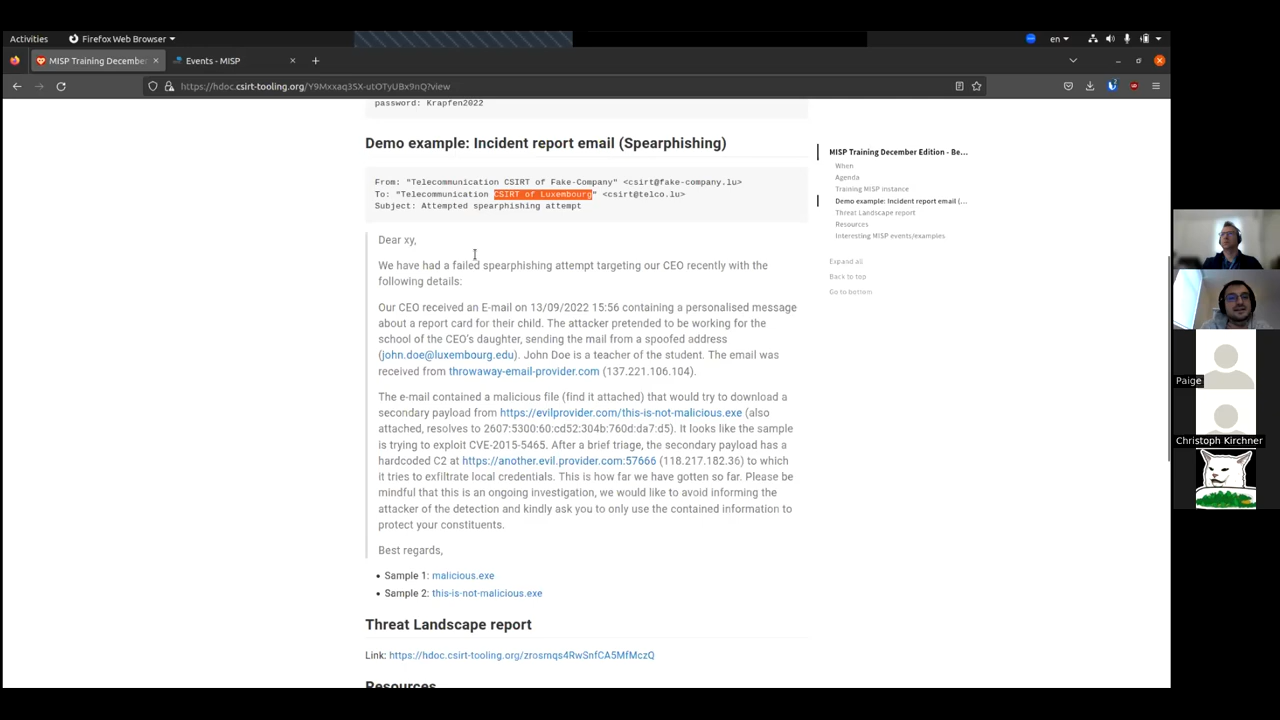 Activities
Firefox Web Browser
en
MISP Training December
Events - MISP
https://hdoc.csirt-tooling.org/Y9Mxxaq3SX-utOTyUBx9nQ?view
password: Krapfen2022
Demo example: Incident report email (Spearphishing)
From: "Telecommunication CSIRT of Fake-Company" <csirt@fake-company.lu>
To: "Telecommunication CSIRT of Luxembourg" <csirt@telco.lu>
Subject: Attempted spearphishing attempt
Dear xy,
We have had a failed spearphishing attempt targeting our CEO recently with the
following details:
Our CEO received an E-mail on 13/09/2022 15:56 containing a personalised message
about a report card for their child. The attacker pretended to be working for the
school of the CEO's daughter, sending the mail from a spoofed address
(john.doe@luxembourg.edu). John Doe is a teacher of the student. The email was
received from throwaway-email-provider.com (137.221.106.104).
The e-mail contained a malicious file (find it attached) that would try to download a
secondary payload from https://evilprovider.com/this-is-not-malicious.exe (also
attached, resolves to 2607:5300:60:cd52:304b:760d:da7:d5). It looks like the sample
is trying to exploit CVE-2015-5465. After a brief triage, the secondary payload has a
hardcoded C2 at https://another.evil.provider.com:57666 (118.217.182.36) to which
it tries to exfiltrate local credentials. This is how far we have gotten so far. Please be
mindful that this is an ongoing investigation, we would like to avoid informing the
attacker of the detection and kindly ask you to only use the contained information to
protect your constituents.
Best regards,
• Sample 1: malicious.exe
• Sample 2: this-is-not-malicious.exe
Threat Landscape report
Link: https://hdoc.csirt-tooling.org/zrosmqs4RwSnfCA5MfMczQ
Resources
MISP Training December Edition - Be...
When
Agenda
Training MISP instance
Demo example: Incident report email (...
Threat Landscape report
Resources
Interesting MISP events/examples
Expand all
Back to top
Go to bottom
Paige
Christoph Kirchner